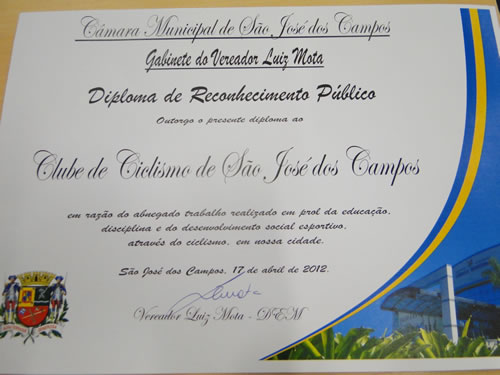 Câmara Municipal de São José dos Campos
Gabinete do Vereador Luiz Mota
Diploma de Reconhecimento Público
Outorgo o presente diploma ao
Clube de Ciclismo de São José dos Campos
em razão do abnegado trabalho realizado em prol da educação,
disciplina e do desenvolvimento social esportivo,
através do ciclismo, em nossa cidade.
São José dos Campos, 17 de abril de 2012.
Vereador Luiz Mota - DEM